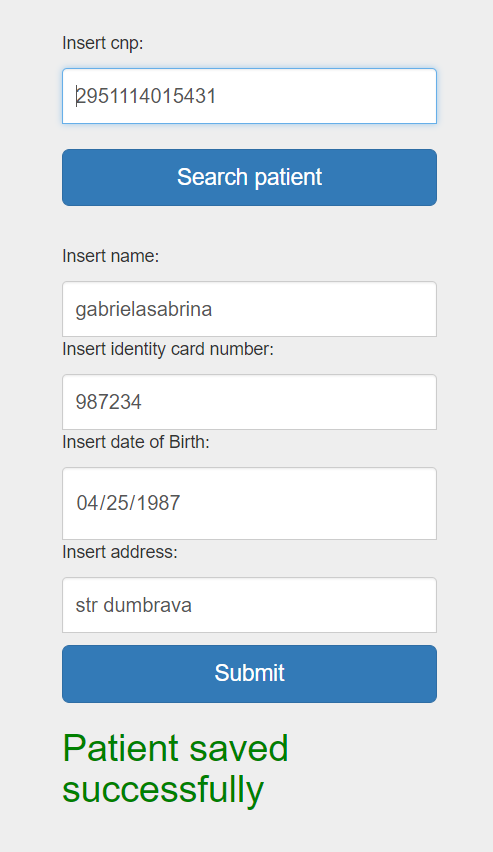 Insert cnp:
2951114015431
Search patient
Insert name:
gabrielasabrina
Insert identity card number:
987234
Insert date of Birth:
04/25/1987
Insert address:
str dumbrava
Submit
Patient saved
successfully